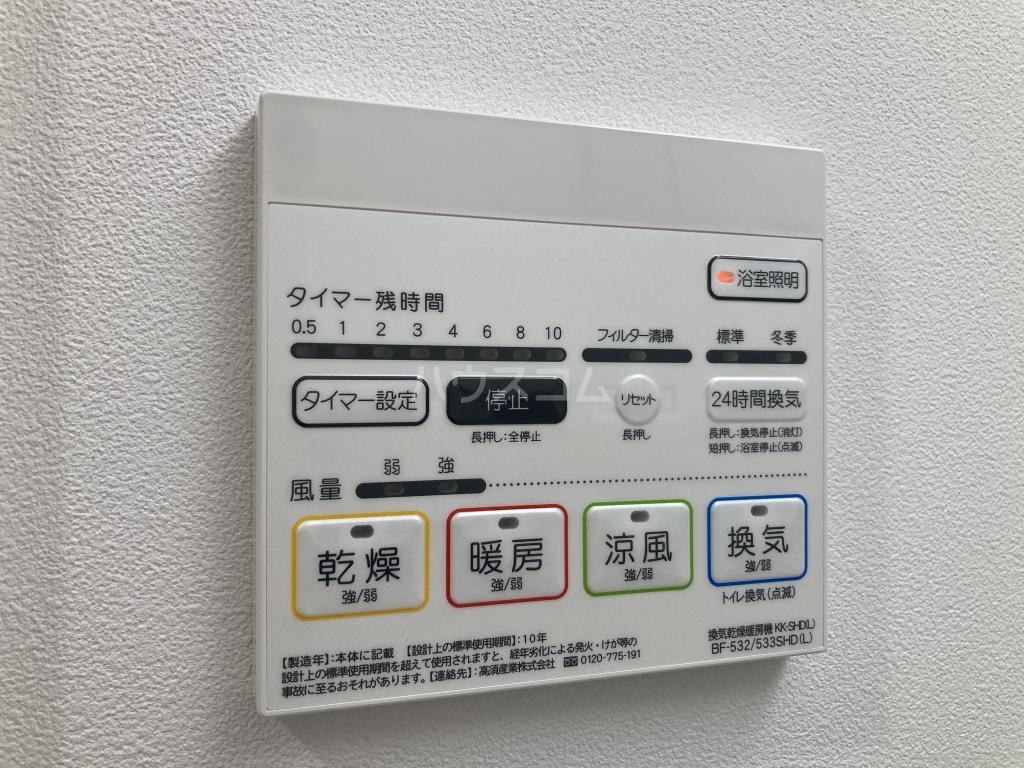 浴室照明
タイマー残時間
0.5 1 2 3 4 6 8 10
フィルター清掃
標準 冬季
タイマー設定
停止
リセット
24時間換気
長押し:全停止
長押し
長押し:換気停止(消灯)
短押し:浴室停止(点滅)
弱 強
風量
乾燥
強/弱
暖房
強/弱
涼風
強/弱
換気
強/弱
トイレ換気(点滅)
【製造年】:本体に記載 【設計上の標準使用期間】:10年
設計上の標準使用期間を超えて使用されますと、経年劣化による発火・けが等の
事故に至るおそれがあります。【連絡先】:高須産業株式会社 0120-775-191
換気乾燥暖房機 KK-SHD(L)
BF-532/533SHD(L)
ハウスコム